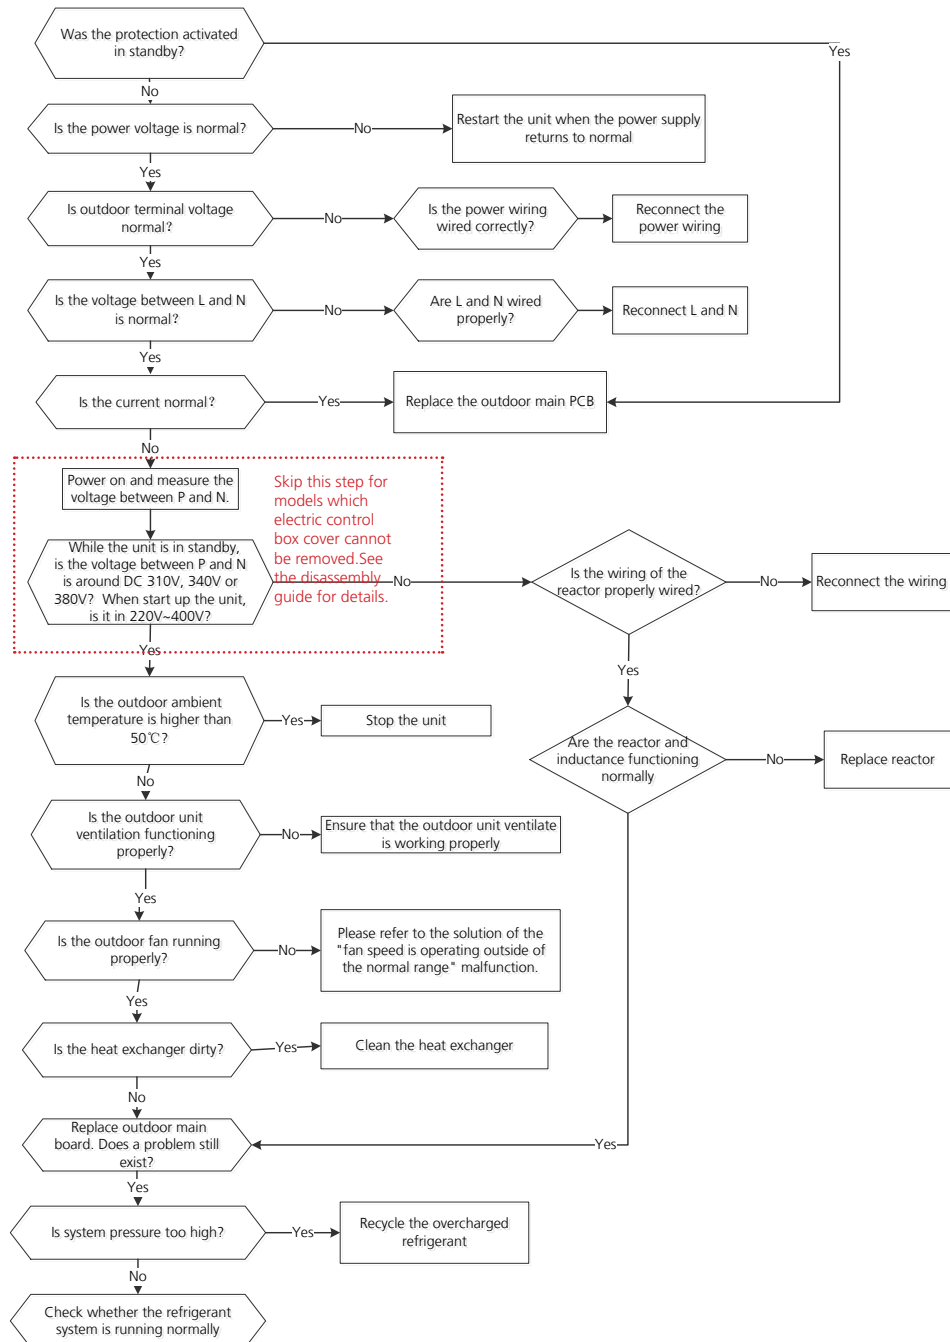 Was the protection activated
in standby?
Yes
No
Is the power voltage is normal?
No
Restart the unit when the power supply
returns to normal
Yes
Is outdoor terminal voltage
normal?
No
Is the power wiring
wired correctly?
Reconnect the
power wiring
Yes
Is the voltage between L and N
is normal?
No
Are L and N wired
properly?
Reconnect L and N
Yes
Is the current normal?
Yes
Replace the outdoor main PCB
No
Power on and measure the
voltage between P and N.
Skip this step for
models which
electric control
box cover cannot
be removed.See
the disassembly
guide for details.
While the unit is in standby,
is the voltage between P and N
is around DC 310V, 340V or
380V?  When start up the unit,
is it in 220V~400V?
No
Is the wiring of the
reactor properly wired?
No
Reconnect the wiring
Yes
Yes
Is the outdoor ambient
temperature is higher than
50℃?
Yes
Stop the unit
Are the reactor and
inductance functioning
normally
No
Replace reactor
No
Is the outdoor unit
ventilation functioning
properly?
No
Ensure that the outdoor unit ventilate
is working properly
Yes
Is the outdoor fan running
properly?
No
Please refer to the solution of the
"fan speed is operating outside of
the normal range" malfunction.
Yes
Is the heat exchanger dirty?
Yes
Clean the heat exchanger
No
Replace outdoor main
board. Does a problem still
exist?
Yes
Yes
Is system pressure too high?
Yes
Recycle the overcharged
refrigerant
No
Check whether the refrigerant
system is running normally